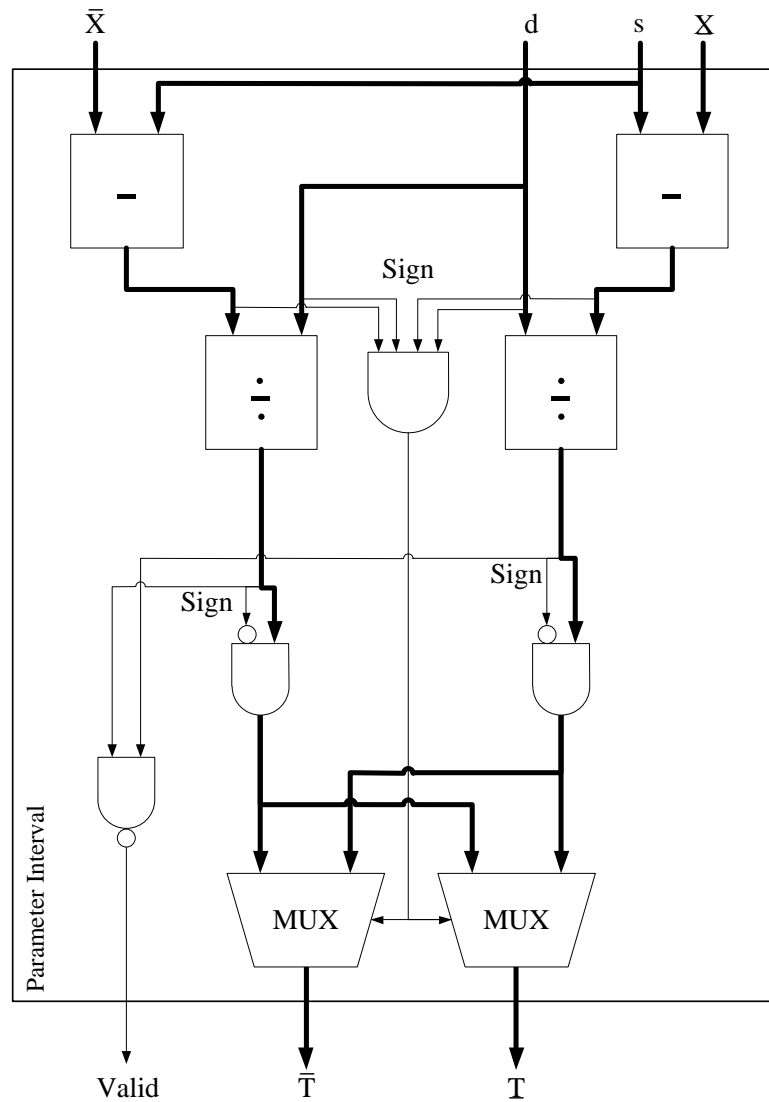 X̄ d s X̲
−
−
Sign
÷
÷
Sign
Sign
MUX
MUX
Parameter Interval
Valid
T̄
T̲